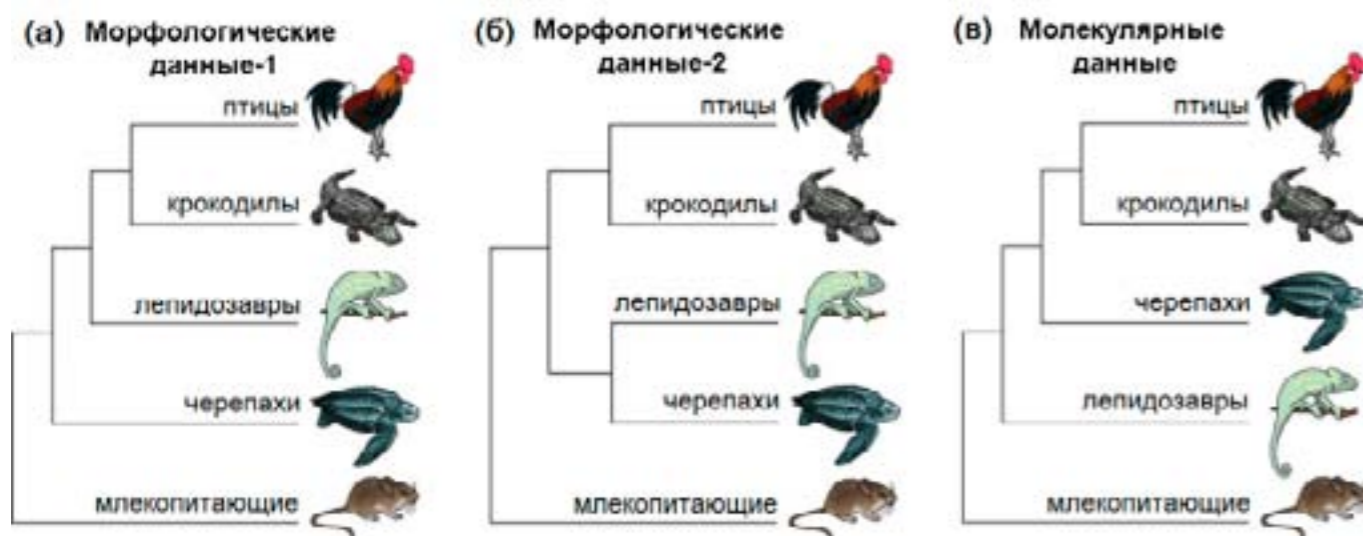 (а) Морфологические
данные-1
птицы
крокодилы
лепидозавры
черепахи
млекопитающие
(б) Морфологические
данные-2
птицы
крокодилы
лепидозавры
черепахи
млекопитающие
(в) Молекулярные
данные
птицы
крокодилы
черепахи
лепидозавры
млекопитающие